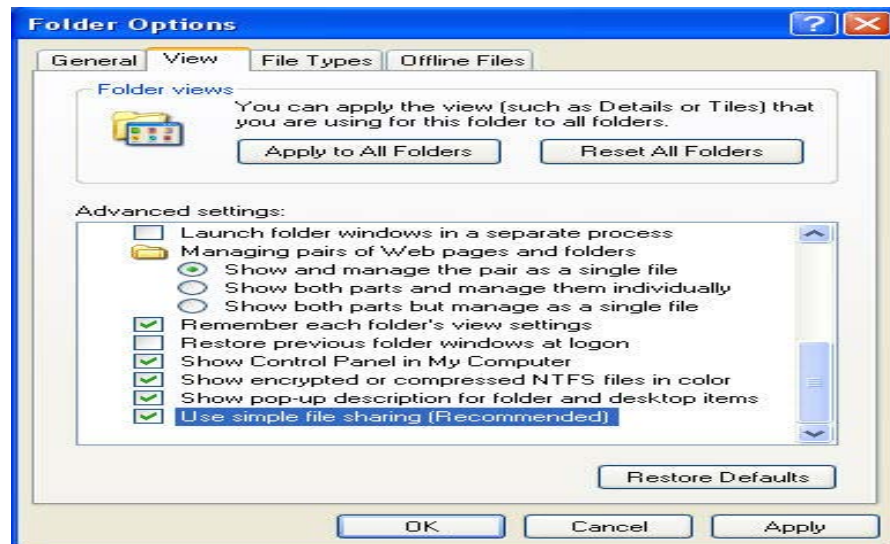 Folder Options
General View File Types Offline Files
Folder views
You can apply the view (such as Details or Tiles) that
you are using for this folder to all folders.
Apply to All Folders Reset All Folders
Advanced settings:
Launch folder windows in a separate process
Managing pairs of Web pages and folders
Show and manage the pair as a single file
Show both parts and manage them individually
Show both parts but manage as a single file
Remember each folder's view settings
Restore previous folder windows at logon
Show Control Panel in My Computer
Show encrypted or compressed NTFS files in color
Show pop-up description for folder and desktop items
Use simple file sharing (Recommended)
Restore Defaults
OK Cancel Apply